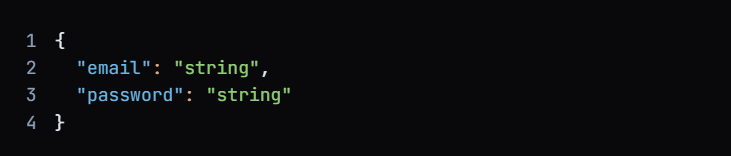 1 {
2   "email": "string",
3   "password": "string"
4 }